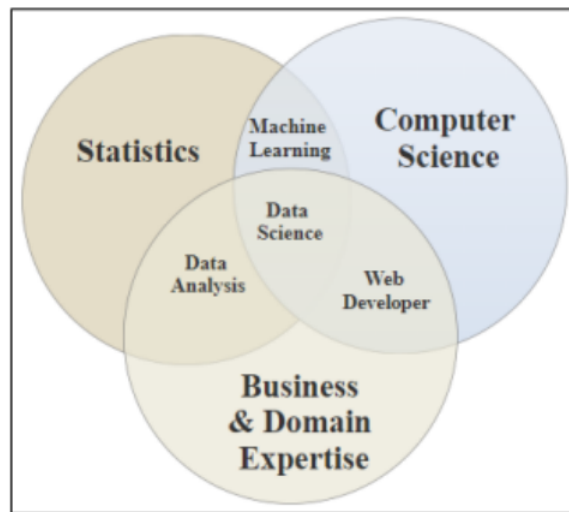 Statistics
Machine
Learning
Computer
Science
Data
Science
Data
Analysis
Web
Developer
Business
& Domain
Expertise